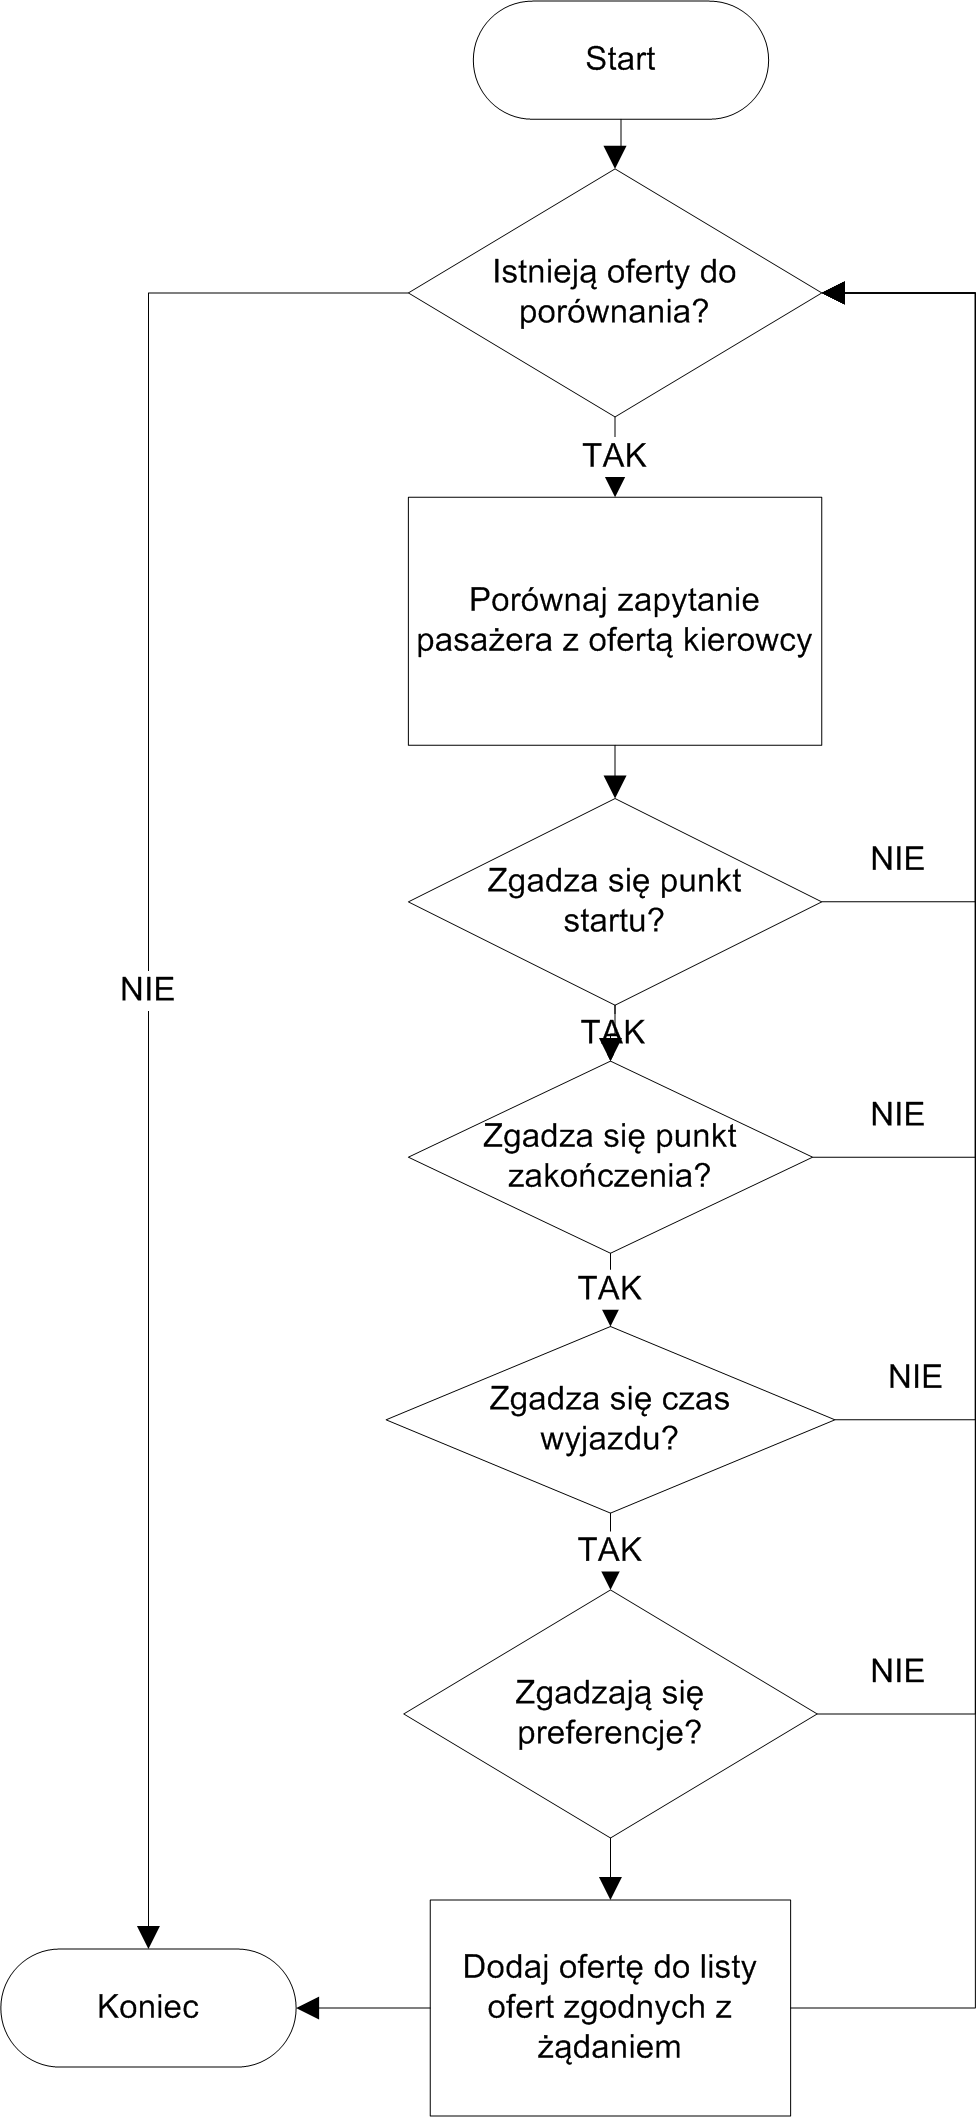 Start
Istnieją oferty do
porównania?
TAK
Porównaj zapytanie
pasażera z ofertą kierowcy
Zgadza się punkt
startu?
NIE
NIE
TAK
Zgadza się punkt
zakończenia?
NIE
TAK
Zgadza się czas
wyjazdu?
NIE
TAK
Zgadzają się
preferencje?
NIE
Dodaj ofertę do listy
ofert zgodnych z
żądaniem
Koniec